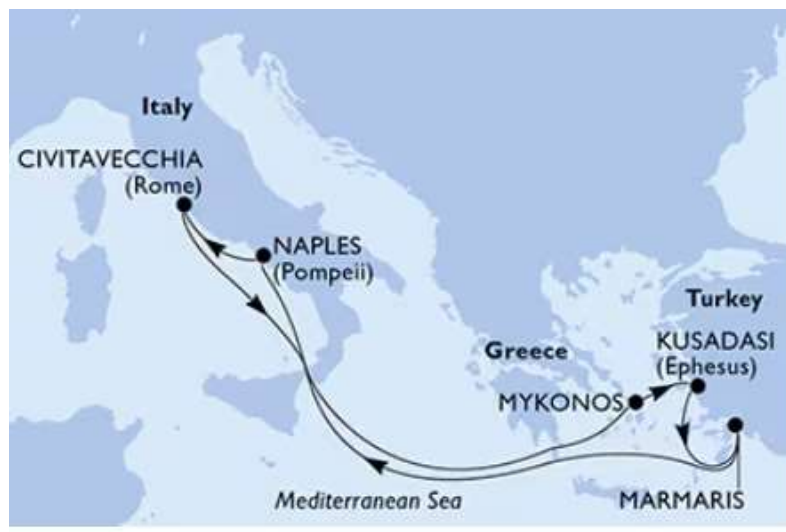 Italy
CIVITAVECCHIA
(Rome)
NAPLES
(Pompeii)
Turkey
KUSADASI
(Ephesus)
Greece
MYKONOS
Mediterranean Sea
MARMARIS